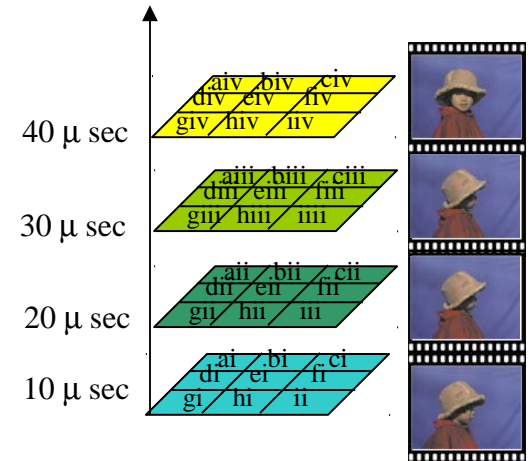 aiv biv civ
div eiv fiv
giv hiv iiv
40 μ sec
aiii biii ciii
diii eiii fiii
giii hiii iiii
30 μ sec
aii bii cii
dii eii fii
gii hii iii
20 μ sec
ai bi ci
di ei fi
gi hi ii
10 μ sec